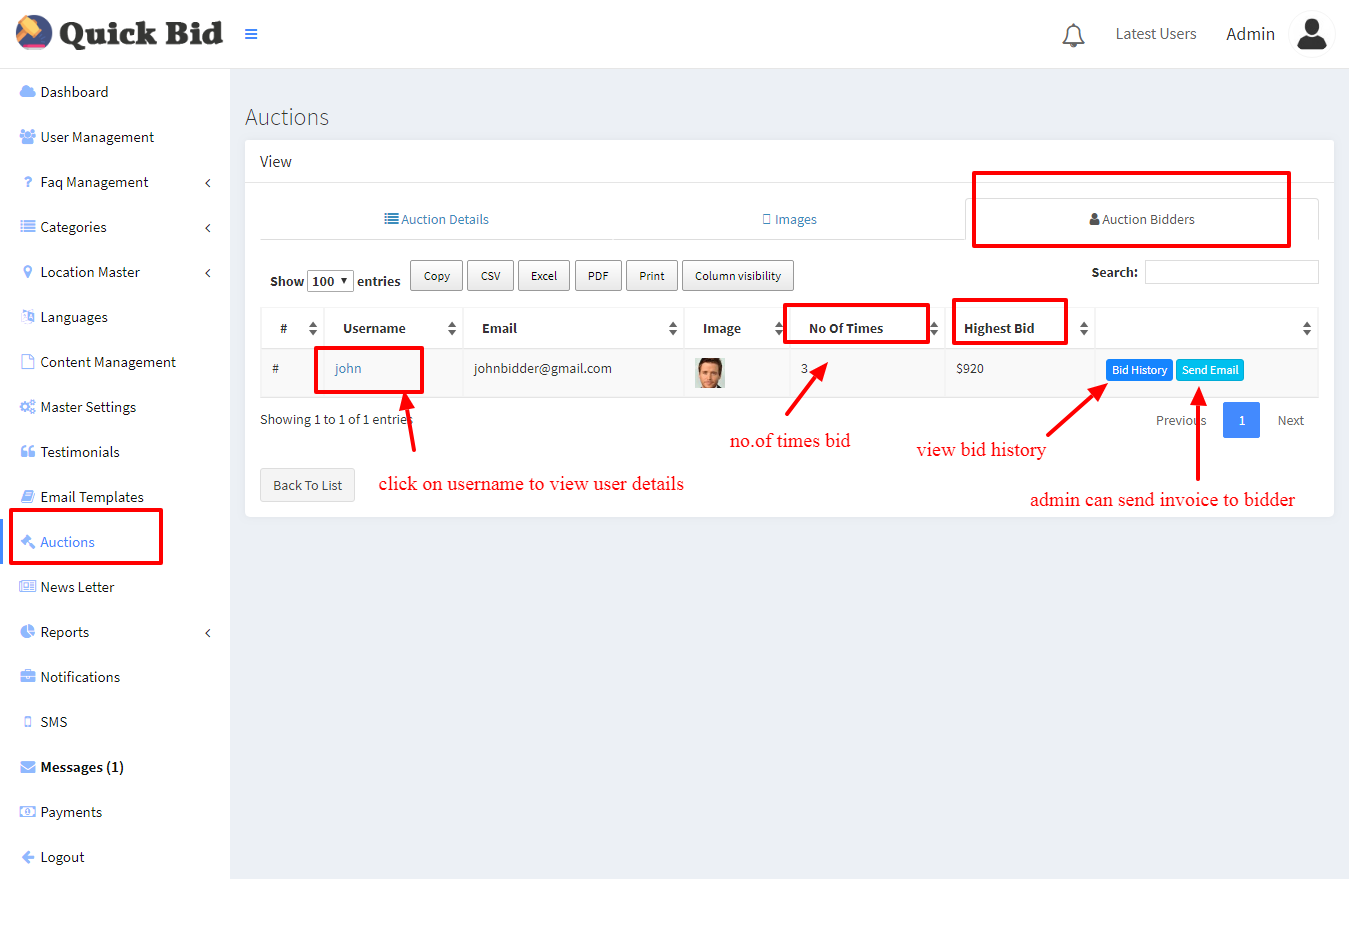 Quick Bid
Latest Users Admin
Dashboard
User Management
Faq Management
Categories
Location Master
Languages
Content Management
Master Settings
Testimonials
Email Templates
Auctions
News Letter
Reports
Notifications
SMS
Messages (1)
Payments
Logout
Auctions
View
Auction Details Images Auction Bidders
Show 100 entries Copy CSV Excel PDF Print Column visibility Search:
# Username Email Image No Of Times Highest Bid
# john johnbidder@gmail.com 3 $920 Bid History Send Email
Showing 1 to 1 of 1 entries Previous 1 Next
no.of times bid
view bid history
Back To List click on username to view user details
admin can send invoice to bidder